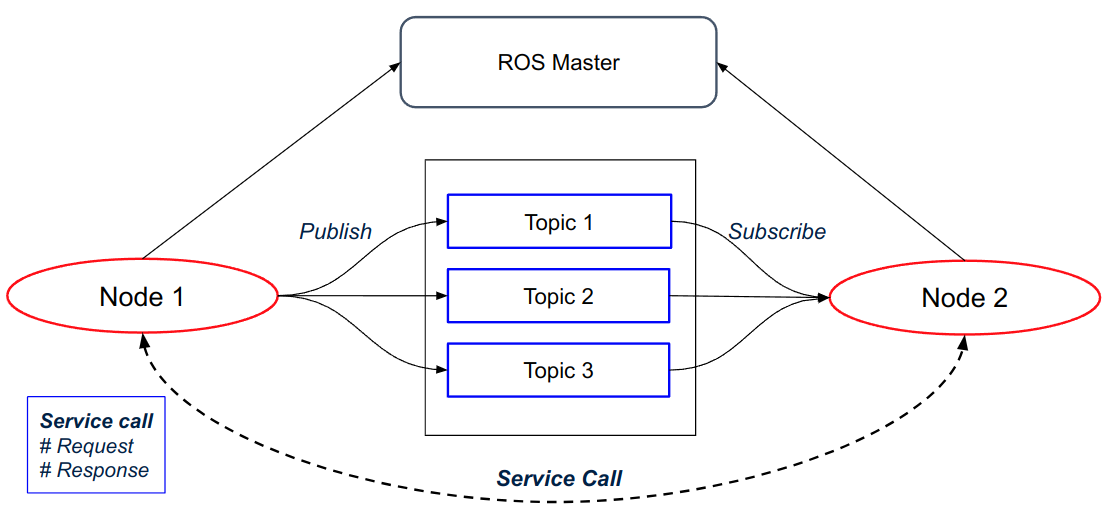 ROS Master
Publish
Topic 1
Subscribe
Node 1
Topic 2
Node 2
Topic 3
Service call
# Request
# Response
Service Call